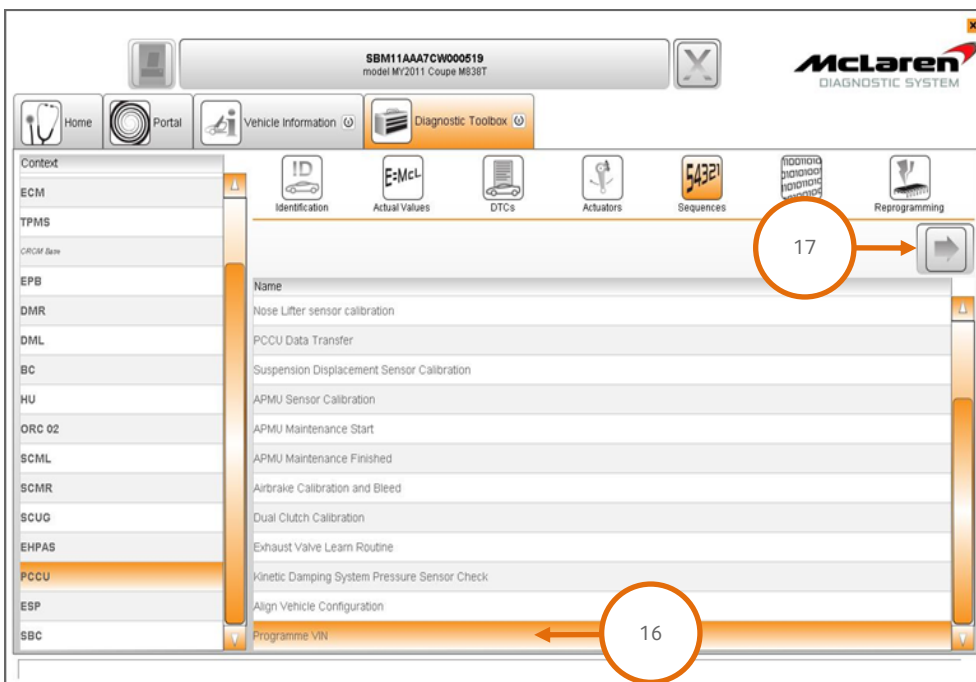 SBM11AAA7CW000519
model MY2011 Coupe M838T
McLaren
DIAGNOSTIC SYSTEM
Home
Portal
Vehicle Information
Diagnostic Toolbox
Context
ECM
TPMS
CRCM Base
EPB
DMR
DML
BC
HU
ORC 02
SCML
SCMR
SCUG
EHPAS
PCCU
ESP
SBC
ID
Identification
E=McL
Actual Values
DTCs
Actuators
54321
Sequences
Reprogramming
17
Name
Nose Lifter sensor calibration
PCCU Data Transfer
Suspension Displacement Sensor Calibration
APMU Sensor Calibration
APMU Maintenance Start
APMU Maintenance Finished
Airbrake Calibration and Bleed
Dual Clutch Calibration
Exhaust Valve Learn Routine
Kinetic Damping System Pressure Sensor Check
Align Vehicle Configuration
Programme VIN
16